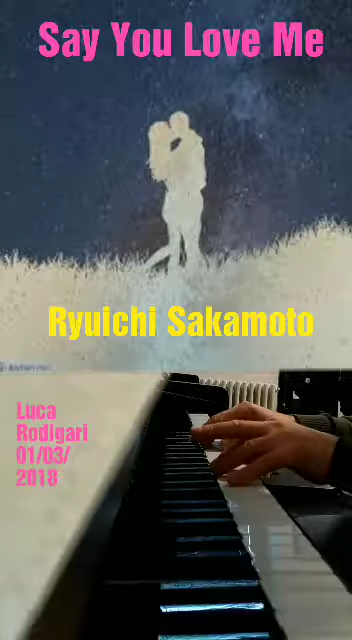 Say You Love Me
Ryuichi Sakamoto
Luca
Rodigari
01/03/
2018